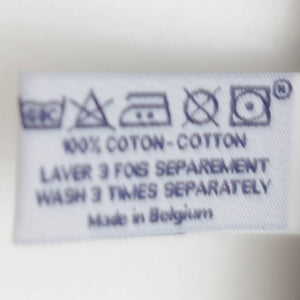 100% COTON - COTTON
LAVER 3 FOIS SEPAREMENT
WASH 3 TIMES SEPARATELY
Made in Belgium